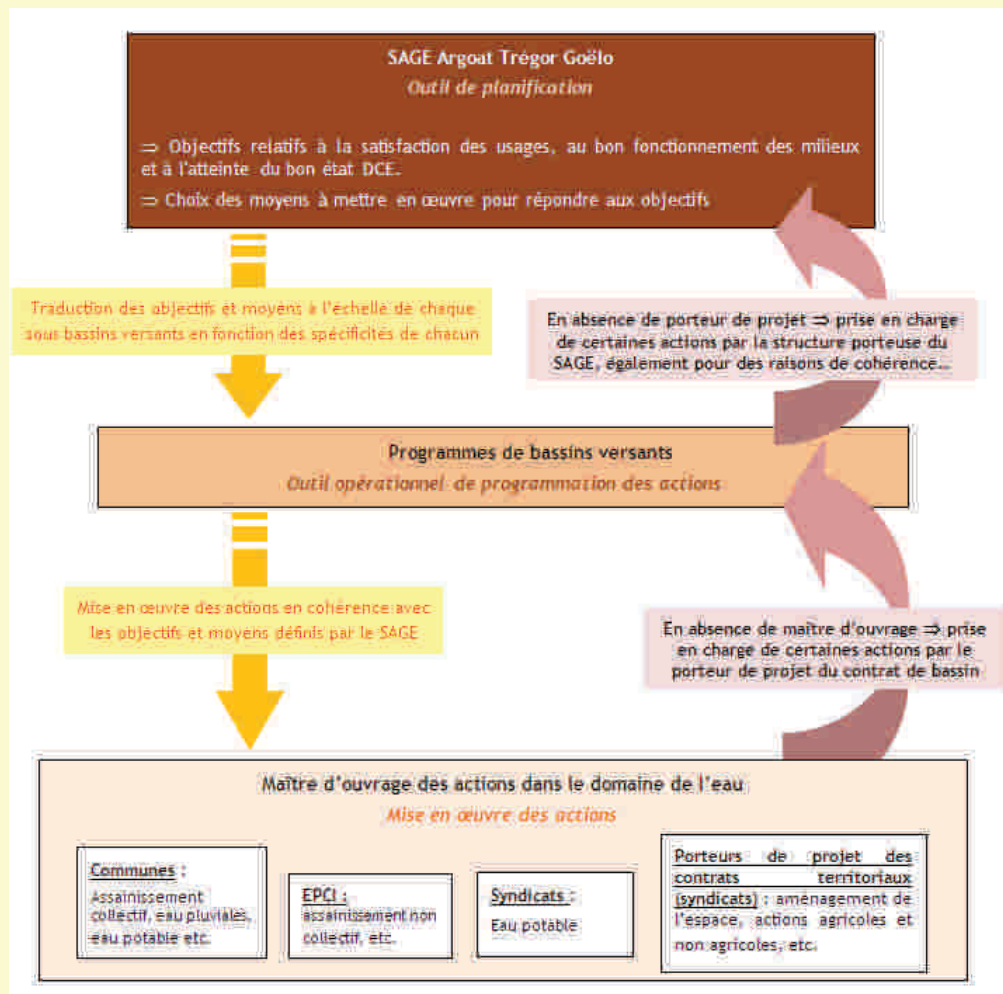 SAGE Argoat Trégor Goëlo
Outil de planification
⇒ Objectifs relatifs à la satisfaction des usages, au bon fonctionnement des milieux
et à l'atteinte du bon état DCE.
⇒ Choix des moyens à mettre en œuvre pour répondre aux objectifs
Traduction des objectifs et moyens à l'échelle de chaque
sous bassins versants en fonction des spécificités de chacun
En absence de porteur de projet ⇒ prise en charge
de certaines actions par la structure porteuse du
SAGE, également pour des raisons de cohérence…
Programmes de bassins versants
Outil opérationnel de programmation des actions
Mise en œuvre des actions en cohérence avec
les objectifs et moyens définis par le SAGE
En absence de maître d'ouvrage ⇒ prise
en charge de certaines actions par le
porteur de projet du contrat de bassin
Maître d'ouvrage des actions dans le domaine de l'eau
Mise en œuvre des actions
Communes :
Assainissement
collectif, eau pluviales,
eau potable etc.
EPCI :
assainissement non
collectif, etc.
Syndicats :
Eau potable
Porteurs de projet des
contrats territoriaux
(syndicats) : aménagement de
l'espace, actions agricoles et
non agricoles, etc.